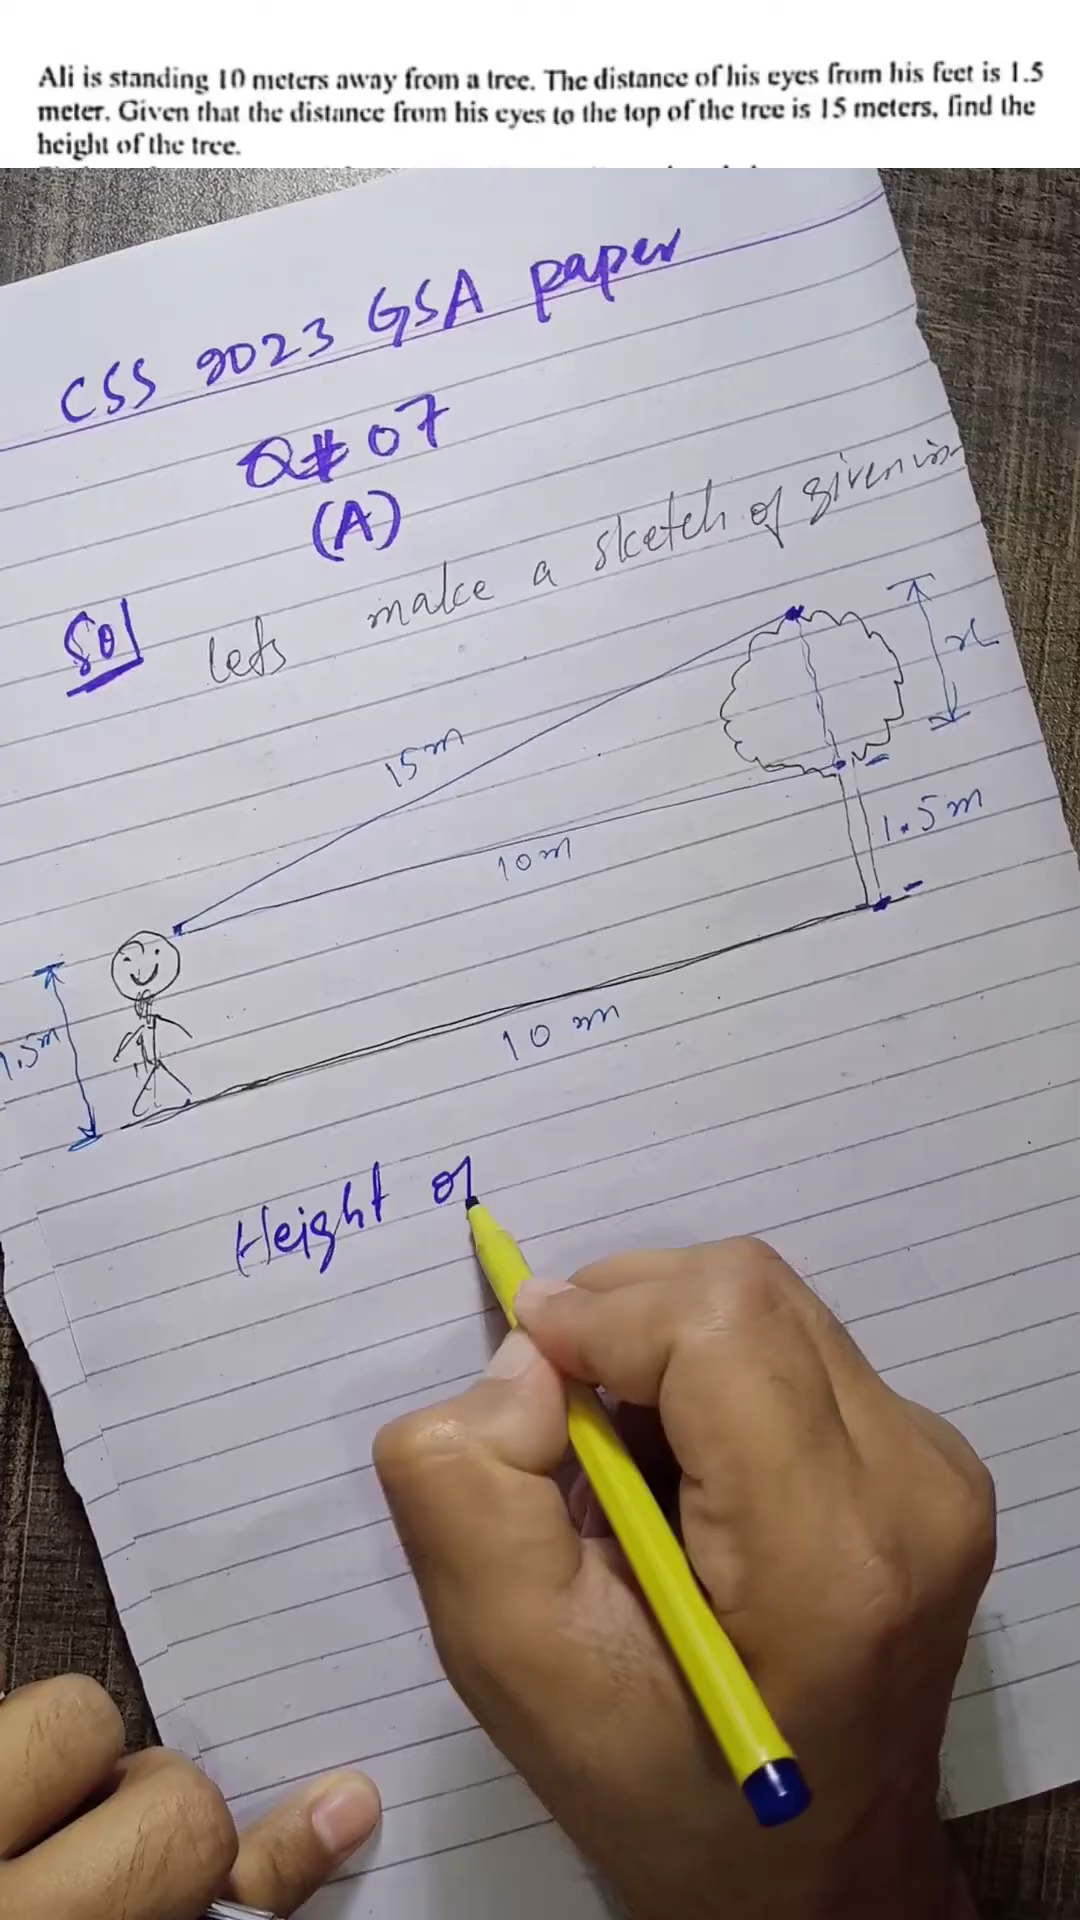 Ali is standing 10 meters away from a tree. The distance of his eyes from his feet is 1.5
meter. Given that the distance from his eyes to the top of the tree is 15 meters, find the
height of the tree.
CSS 2023 GSA paper
Q# 07
(A)
Sol lets make a sketch of given
x
15m
10m
1.5m
1.5m
10 m
Height of